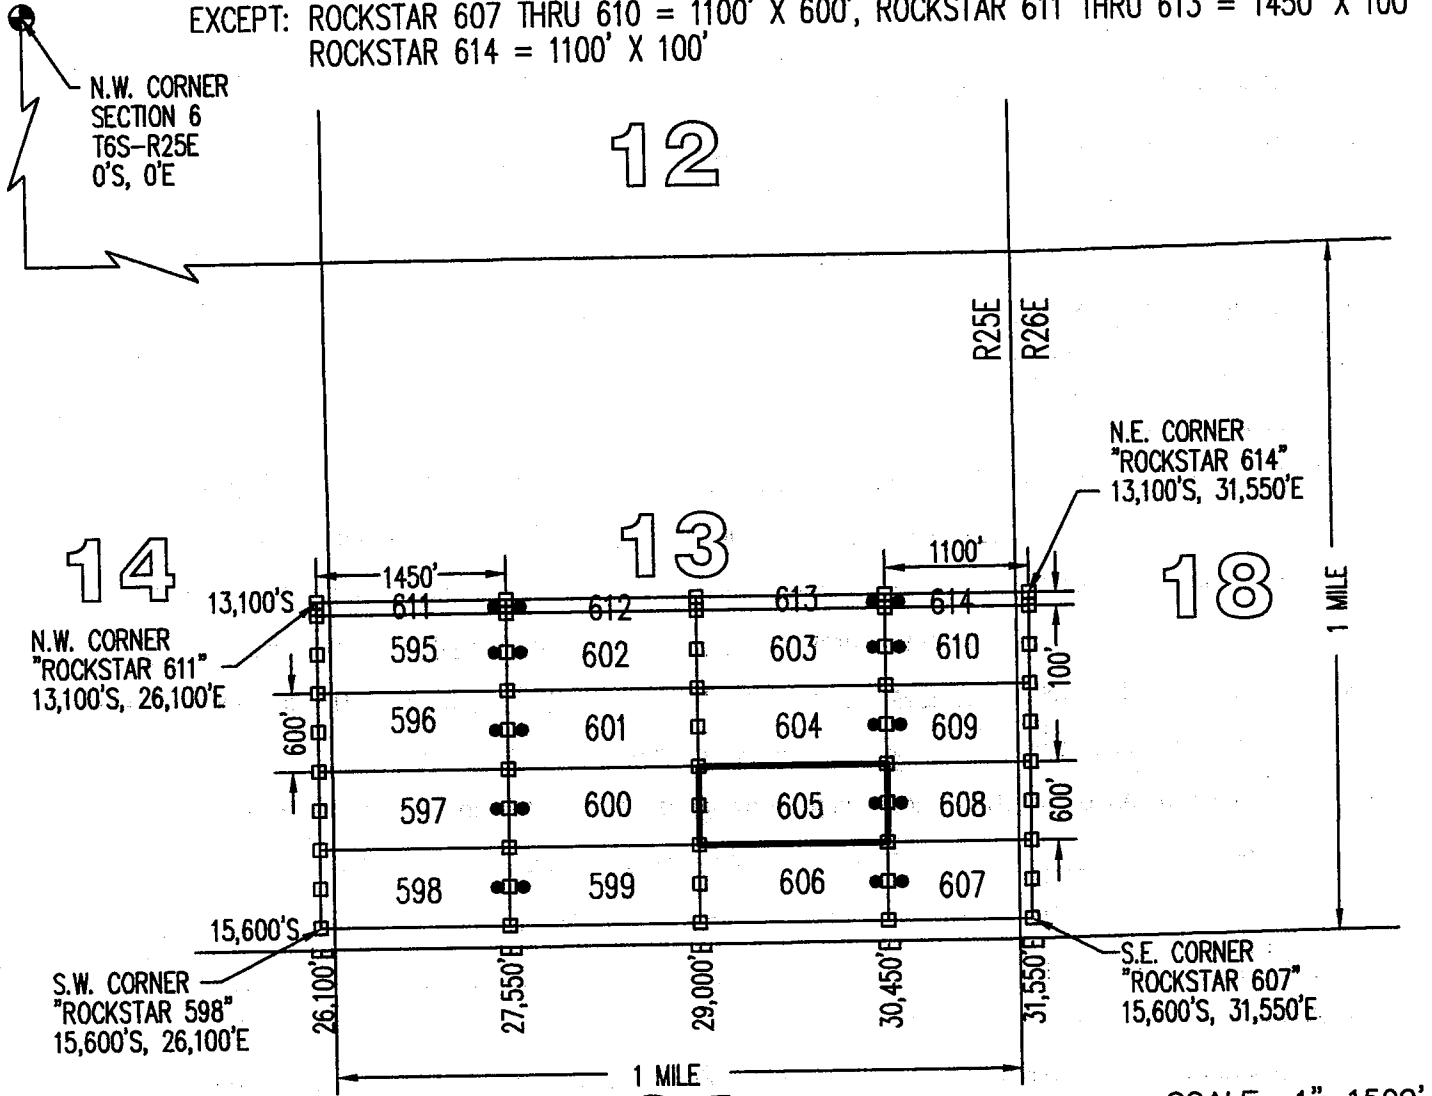 EXCEPT: ROCKSTAR 607 THRU 610 = 1100' X 600', ROCKSTAR 611 THRU 613 = 1450' X 100'
ROCKSTAR 614 = 1100' X 100'
N.W. CORNER
SECTION 6
T6S-R25E
0'S, 0'E
12
R25E
R26E
N.E. CORNER
"ROCKSTAR 614"
13,100'S, 31,550'E
14
13
18
1450'
1100'
1 MILE
13,100'S
611
612
613
614
N.W. CORNER
"ROCKSTAR 611"
13,100'S, 26,100'E
595
602
603
610
100'
600'
596
601
604
609
597
600
605
608
600'
598
599
606
607
15,600'S
S.W. CORNER
"ROCKSTAR 598"
15,600'S, 26,100'E
26,100'E
27,550'E
29,000'E
30,450'E
31,550'E
S.E. CORNER
"ROCKSTAR 607"
15,600'S, 31,550'E
1 MILE